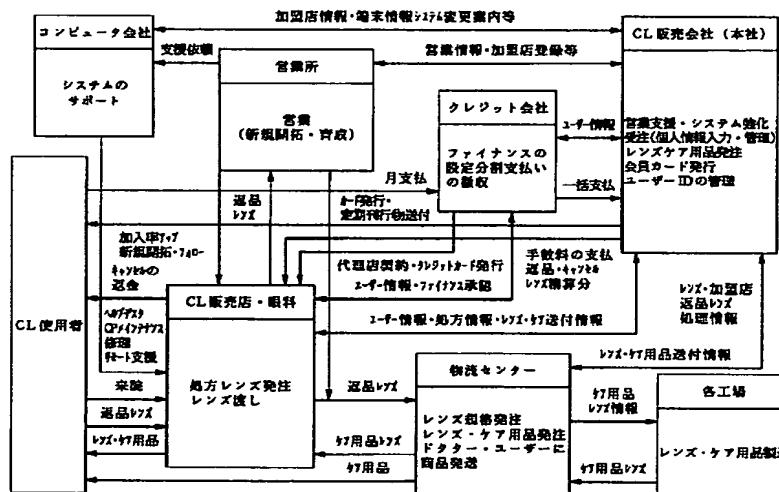 加盟店情報・端末情報システム変更案内等
コンピュータ会社
システムの
サポート
支援依頼
営業所
営業
(新規開拓・育成)
営業情報・加盟店登録等
CL販売会社(本社)
営業支援・システム強化
受注(個人情報入力・管理)
レンズケア用品発注
会員カード発行
ユーザーIDの管理
クレジット会社
ファイナンスの
設定分割支払い
の徴収
ユーザー情報
月支払
一括支払
カード発行・
定期刊行物送付
返品
レンズ
加入率アップ
新規開拓・フォロー
キャンセルの
返金
代理店契約・クレジットカード発行
手数料の支払
返品・キャンセル
レンズ精算分
ユーザー情報・ファイナンス承認
CL使用者
CL販売店・眼科
処方レンズ発注
レンズ渡し
ユーザー情報・処方情報・レンズ・ケア送付情報
レンズ・加盟店
返品レンズ
処理情報
ヘルプデスク
CPメインテナンス
修理
リモート支援
来院
返品レンズ
レンズ・ケア用品
返品レンズ
物流センター
レンズ規格発注
レンズ・ケア用品発注
ドクター・ユーザーに
商品発送
レンズ・ケア用品送付情報
ケア用品
レンズ情報
各工場
レンズ・ケア用品製造
ケア用品レンズ
ケア用品レンズ
ケア用品